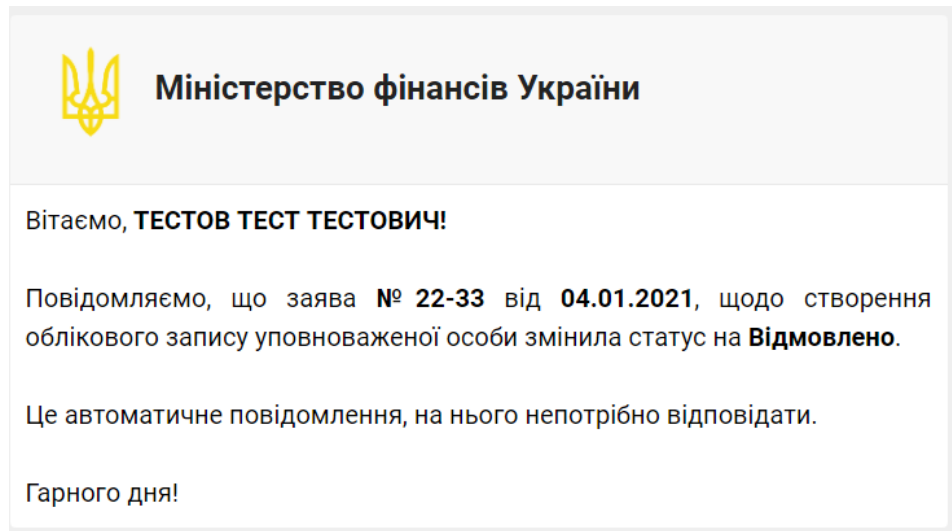 Міністерство фінансів України
Вітаємо, ТЕСТОВ ТЕСТ ТЕСТОВИЧ!
Повідомляємо, що заява № 22-33 від 04.01.2021, щодо створення
облікового запису уповноваженої особи змінила статус на Відмовлено.
Це автоматичне повідомлення, на нього непотрібно відповідати.
Гарного дня!